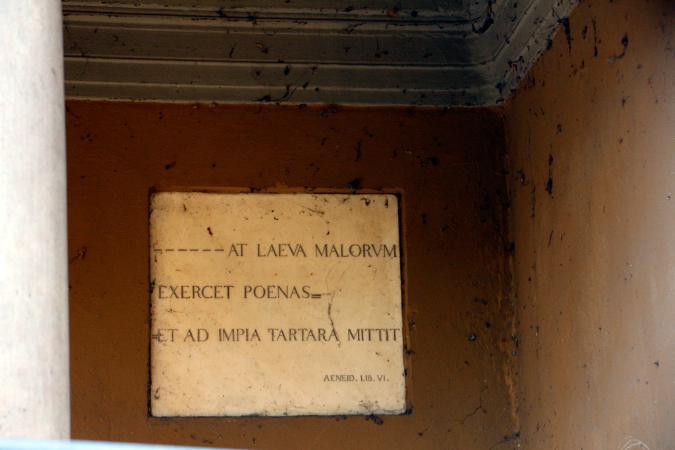 ------ AT LAEVA MALORVM
EXERCET POENAS=
ET AD IMPIA TARTARA MITTIT
AENEID. LIB. VI.